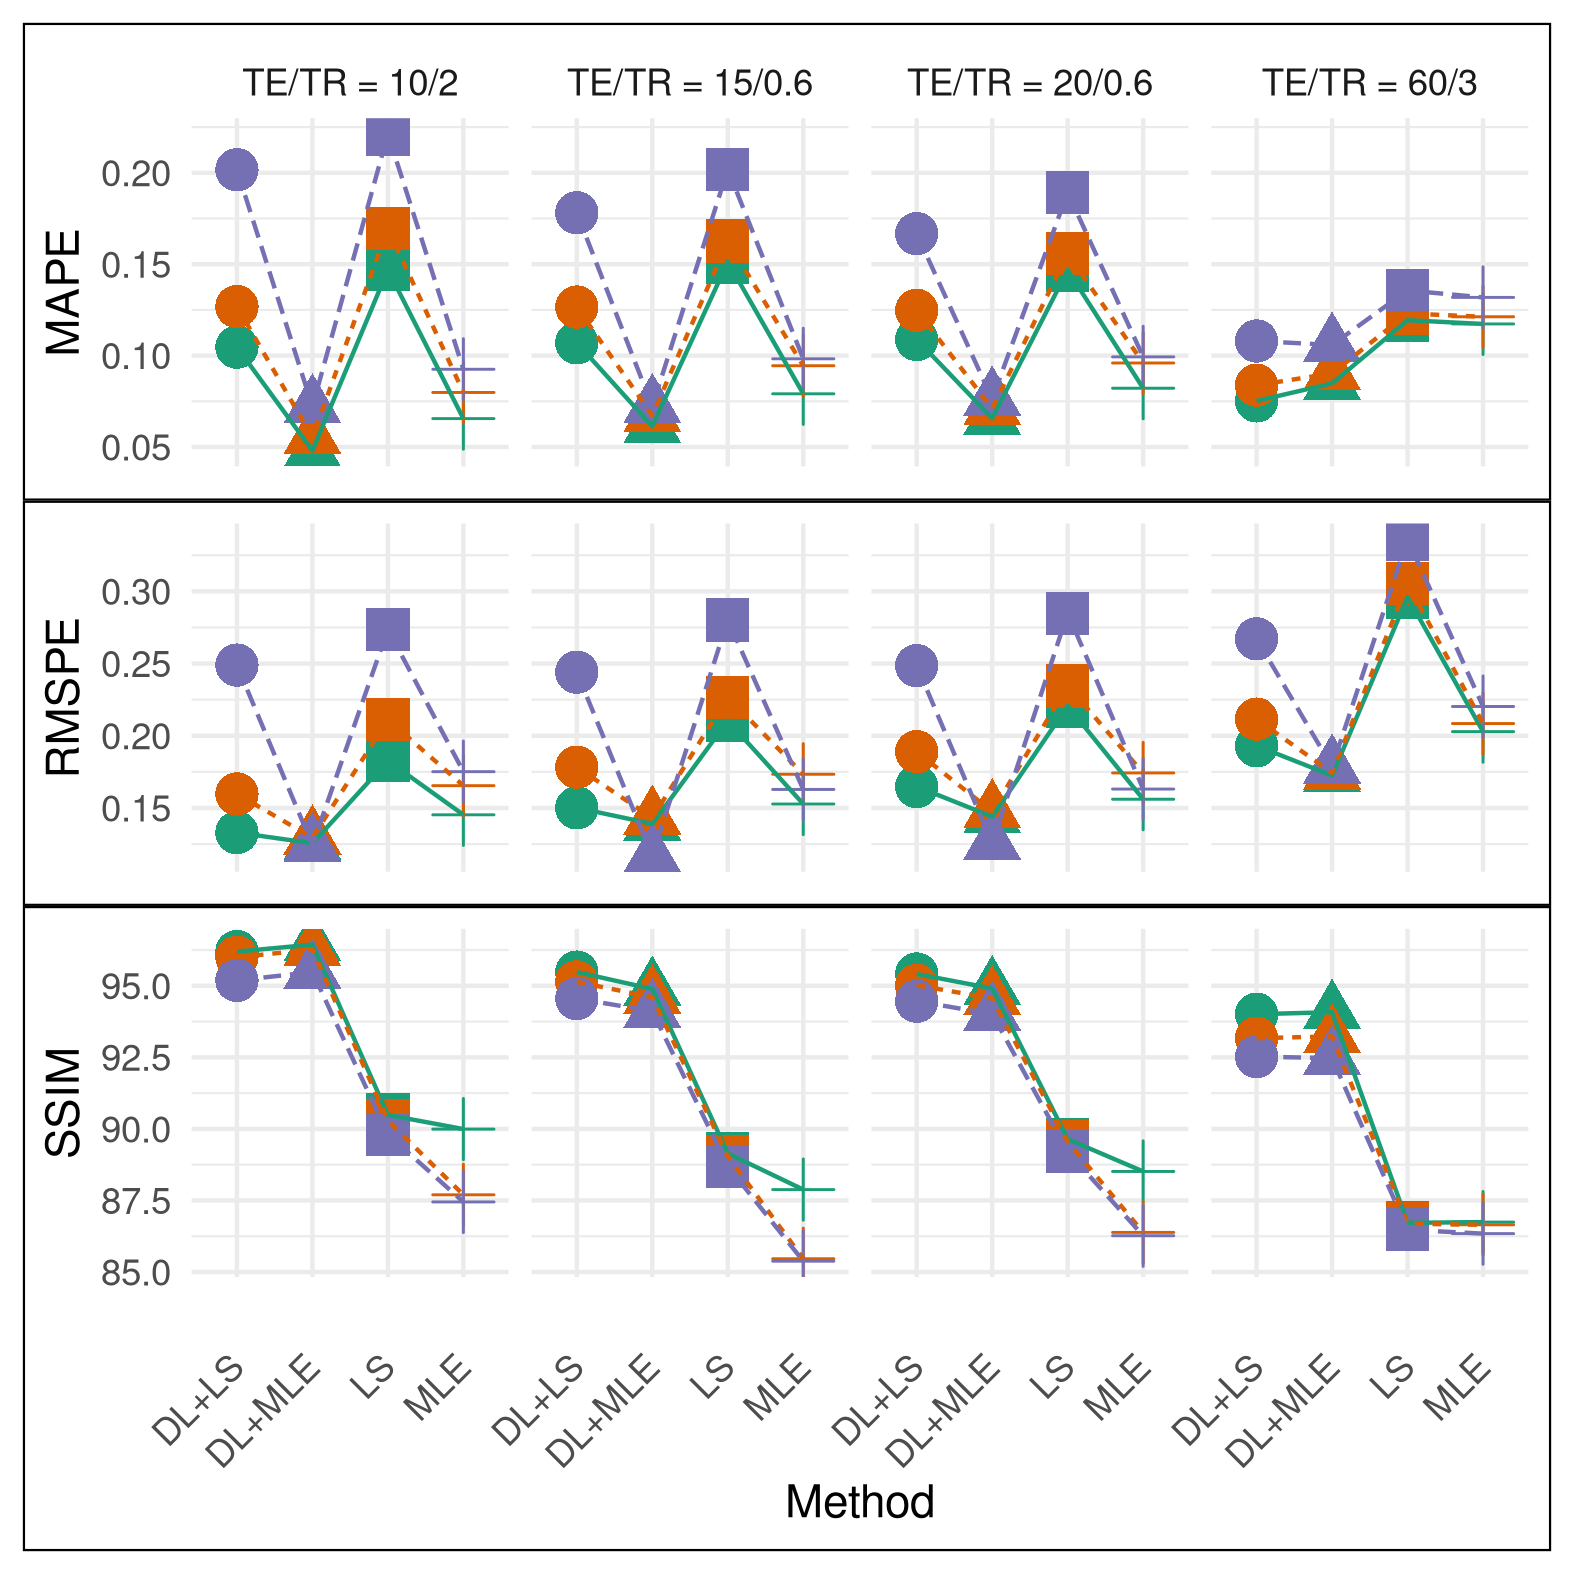 TE/TR = 10/2 TE/TR = 15/0.6 TE/TR = 20/0.6 TE/TR = 60/3
MAPE
0.20
0.15
0.10
0.05
RMSPE
0.30
0.25
0.20
0.15
SSIM
95.0
92.5
90.0
87.5
85.0
DL+LS DL+MLE LS MLE DL+LS DL+MLE LS MLE DL+LS DL+MLE LS MLE DL+LS DL+MLE LS MLE
Method